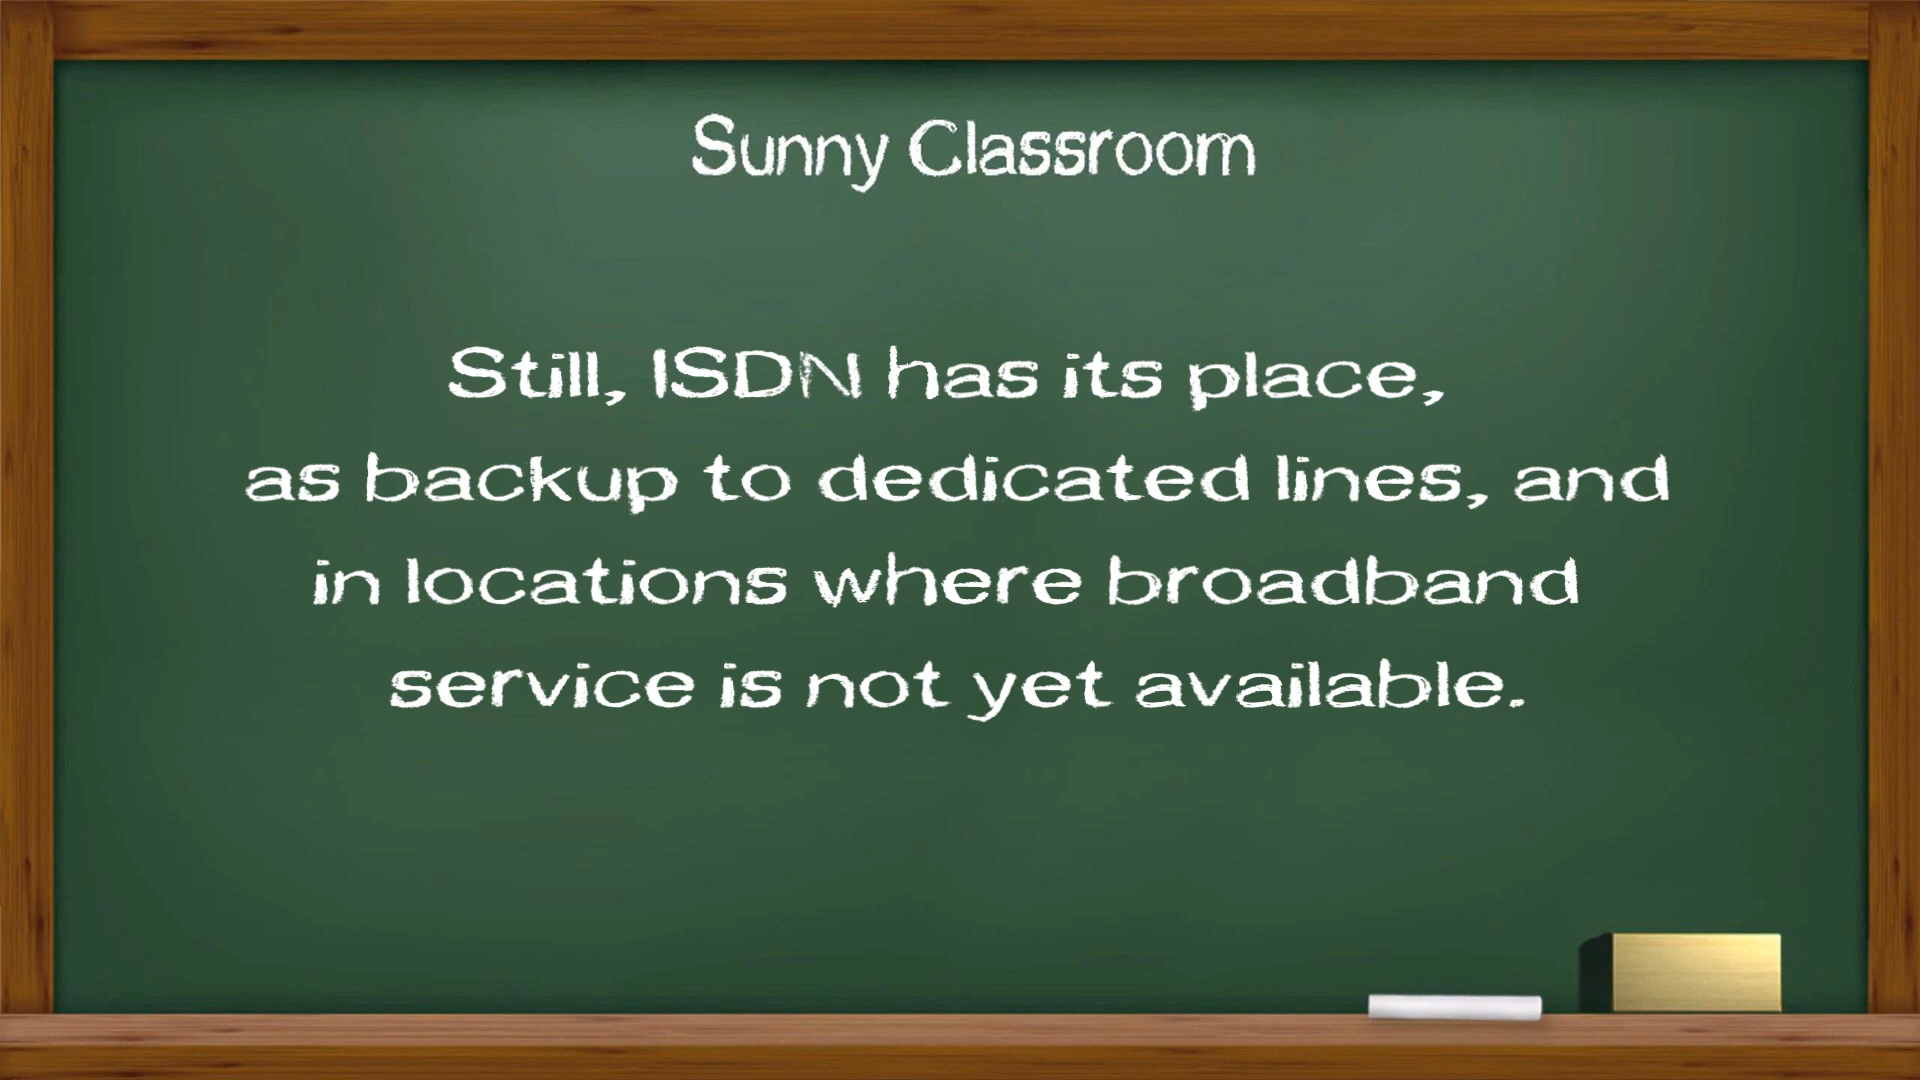 Sunny Classroom
Still, ISDN has its place,
as backup to dedicated lines, and
in locations where broadband
service is not yet available.